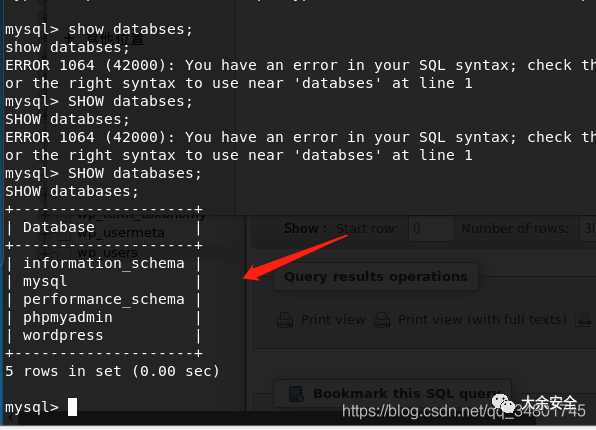 mysql> show databses;
show databses;
ERROR 1064 (42000): You have an error in your SQL syntax; check th
or the right syntax to use near 'databses' at line 1
mysql> SHOW databses;
SHOW databses;
ERROR 1064 (42000): You have an error in your SQL syntax; check th
or the right syntax to use near 'databses' at line 1
mysql> SHOW databases;
SHOW databases;
+--------------------+
wp_term_taxonomy
| Database           |
wp_usermeta
Show : Start row: 0 Number of rows: 30
+--------------------+
wp_users
| information_schema |
Query results operations
| mysql              |
| performance_schema |
| phpmyadmin         |
Print view Print view (with full texts)
| wordpress          |
+--------------------+
5 rows in set (0.00 sec)
Bookmark this SQL query
mysql>
大余安全
https://blog.csdn.net/qq_34801745